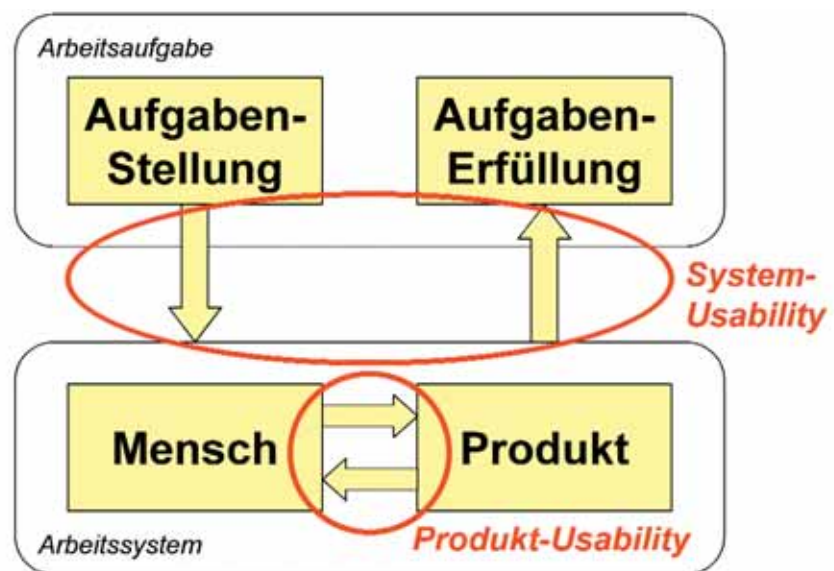 Arbeitsaufgabe
Aufgaben-
Stellung
Aufgaben-
Erfüllung
System-
Usability
Mensch
Produkt
Produkt-Usability
Arbeitssystem